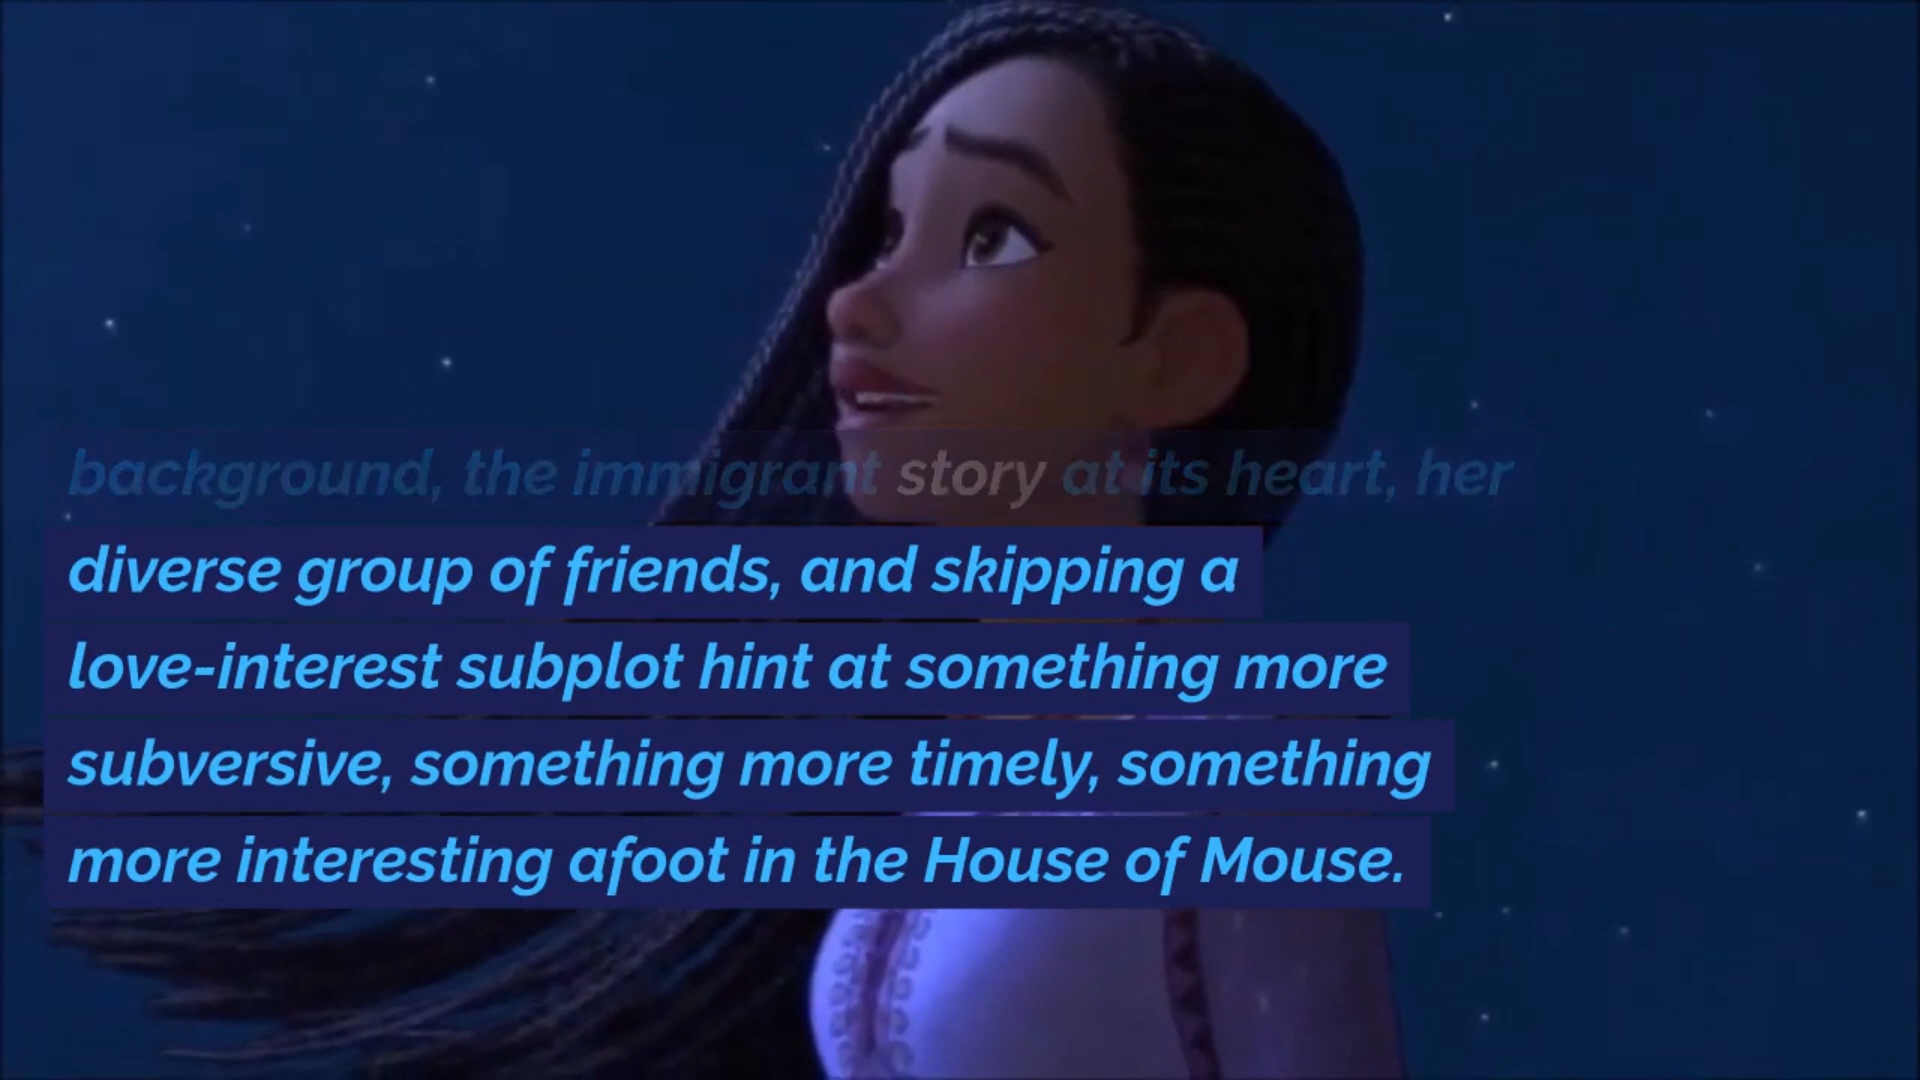 background, the immigrant story at its heart, her
diverse group of friends, and skipping a
love-interest subplot hint at something more
subversive, something more timely, something
more interesting afoot in the House of Mouse.